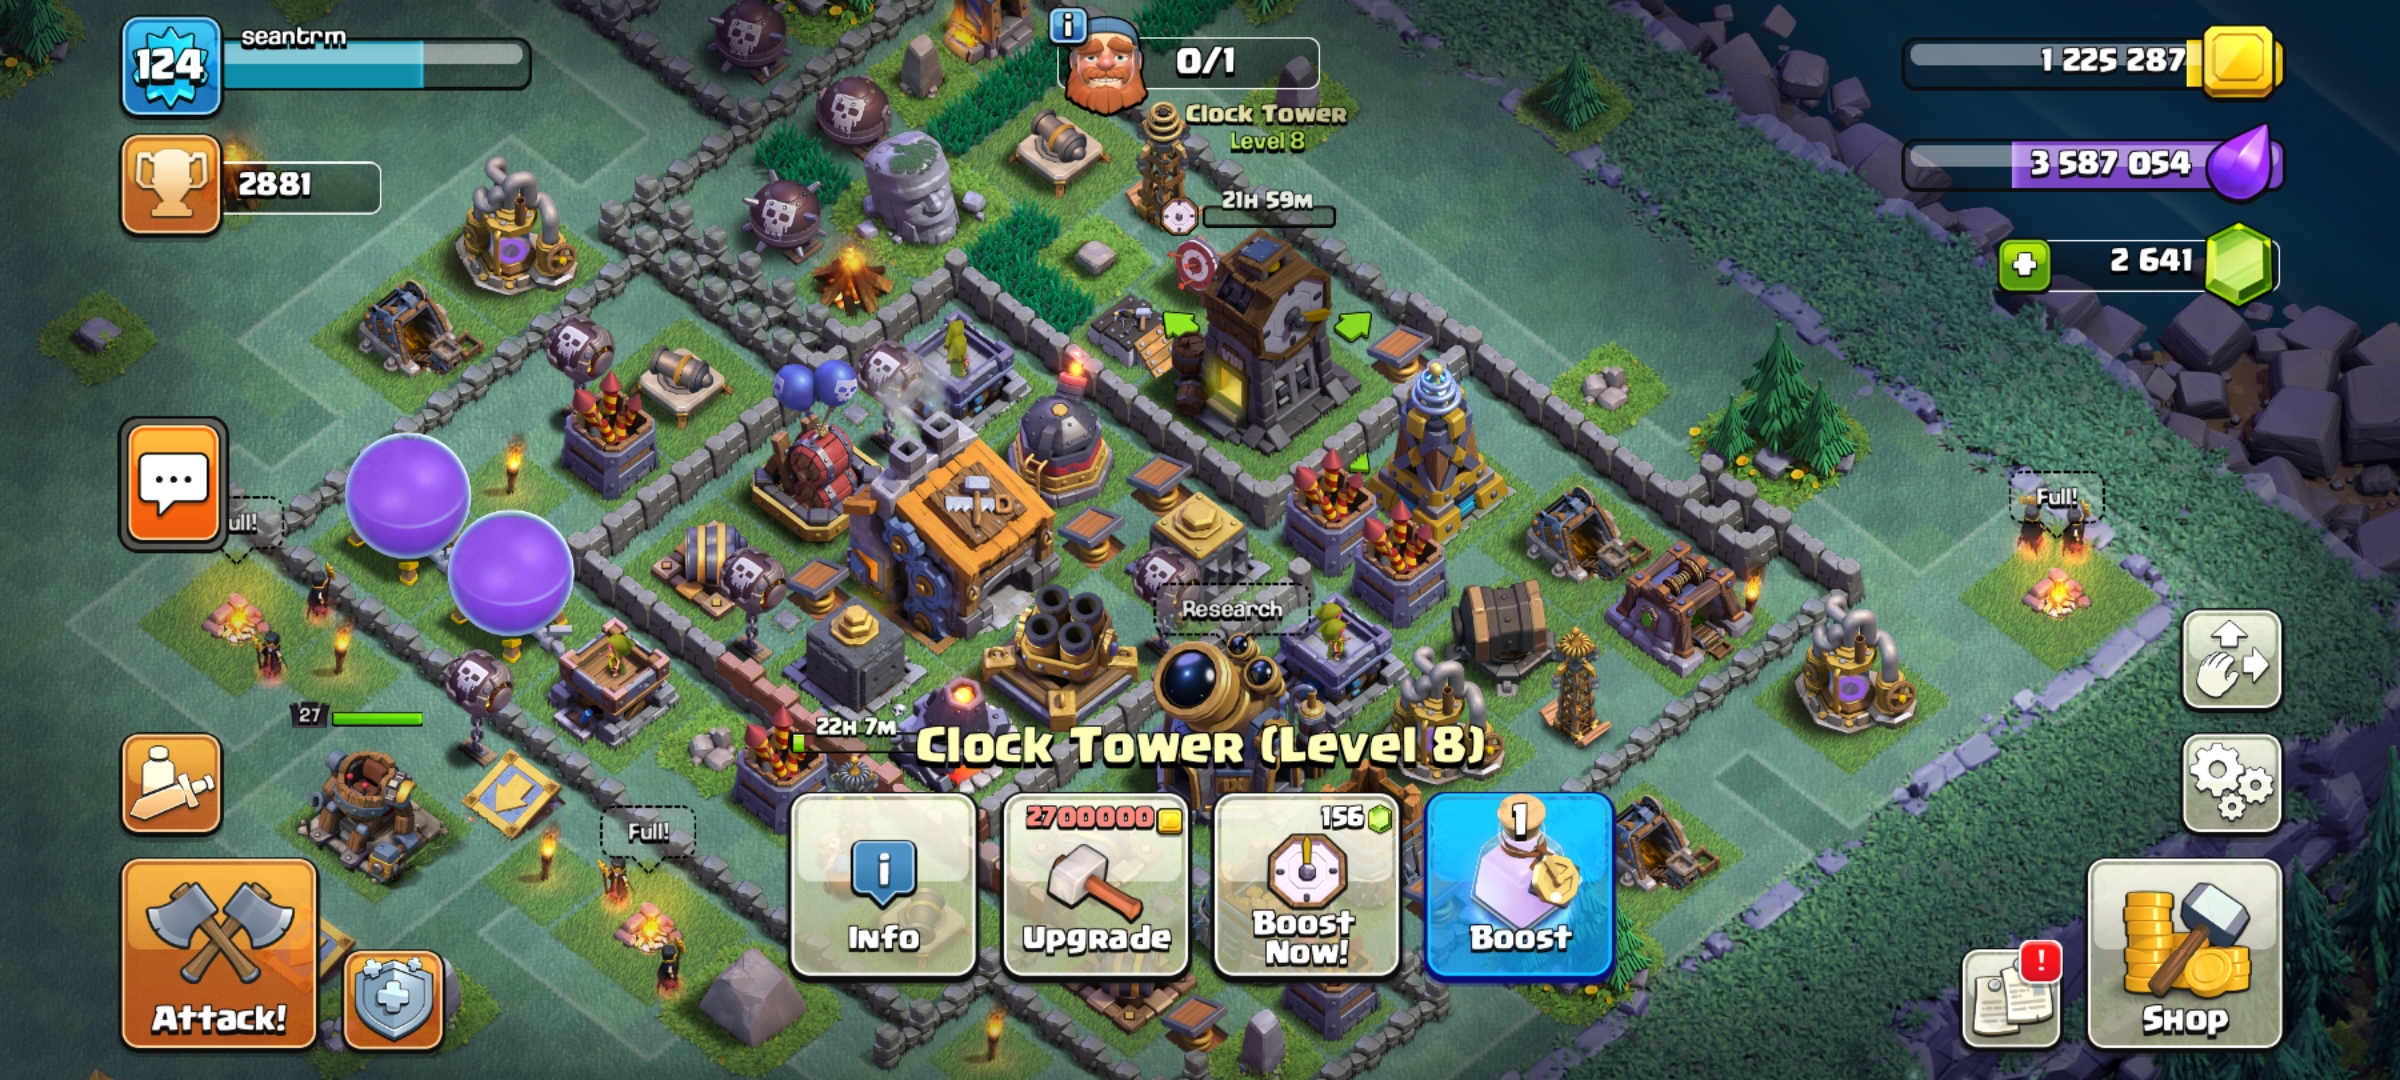 124
seantrm
0/1
1 225 287
Clock Tower
Level 8
3 587 054
2881
21H 59M
2 641
Full!
ull!
Research
27
22H 7M
Clock Tower (Level 8)
Full!
Info
2700000
Upgrade
156
Boost
Now!
1
Boost
!
Attack!
Shop